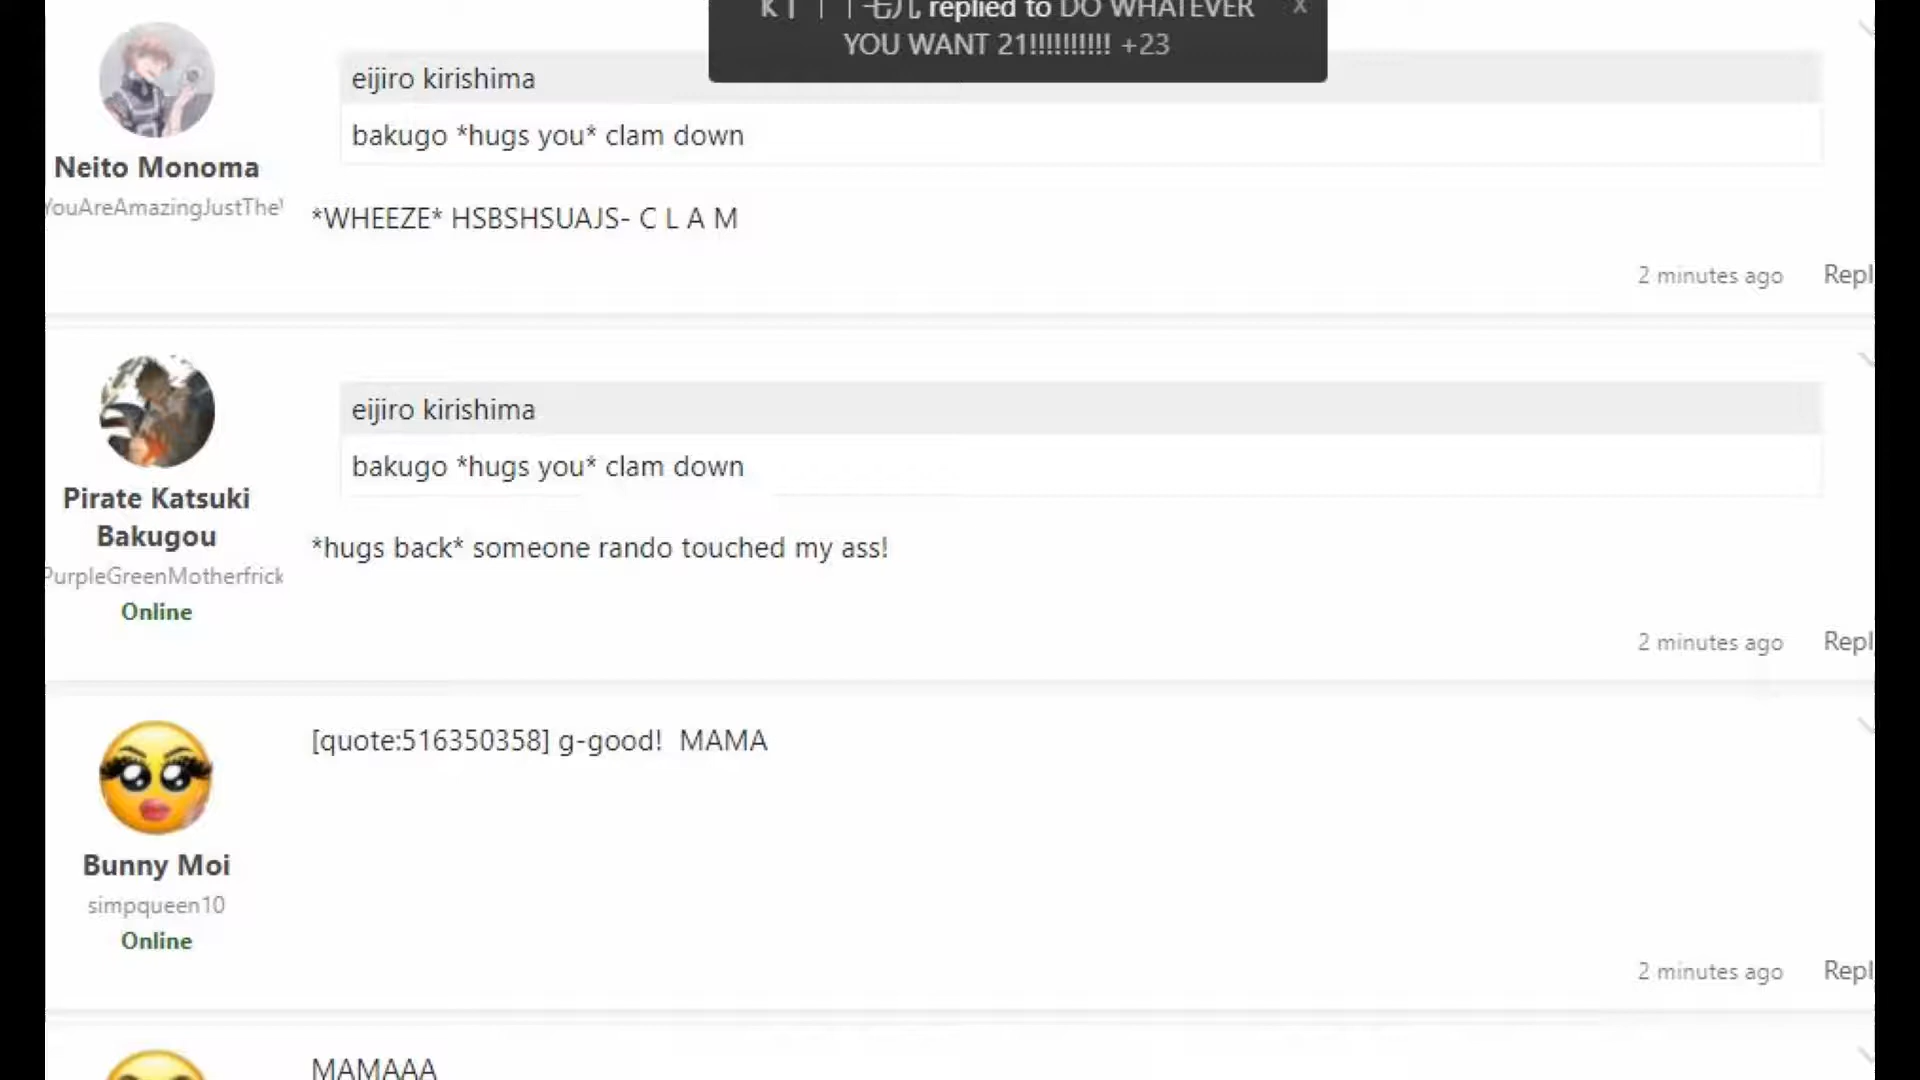 replied to DO WHATEVER X
YOU WANT 21!!!!!!!!!! +23
eijiro kirishima
bakugo *hugs you* clam down
Neito Monoma
YouAreAmazingJustThe
*WHEEZE* HSBSHSUAJS- C L A M
2 minutes ago Repl
eijiro kirishima
bakugo *hugs you* clam down
Pirate Katsuki
Bakugou
PurpleGreenMotherfrick
Online
*hugs back* someone rando touched my ass!
2 minutes ago Repl
[quote:516350358] g-good! MAMA
Bunny Moi
simpqueen10
Online
2 minutes ago Repl
MAMAAA